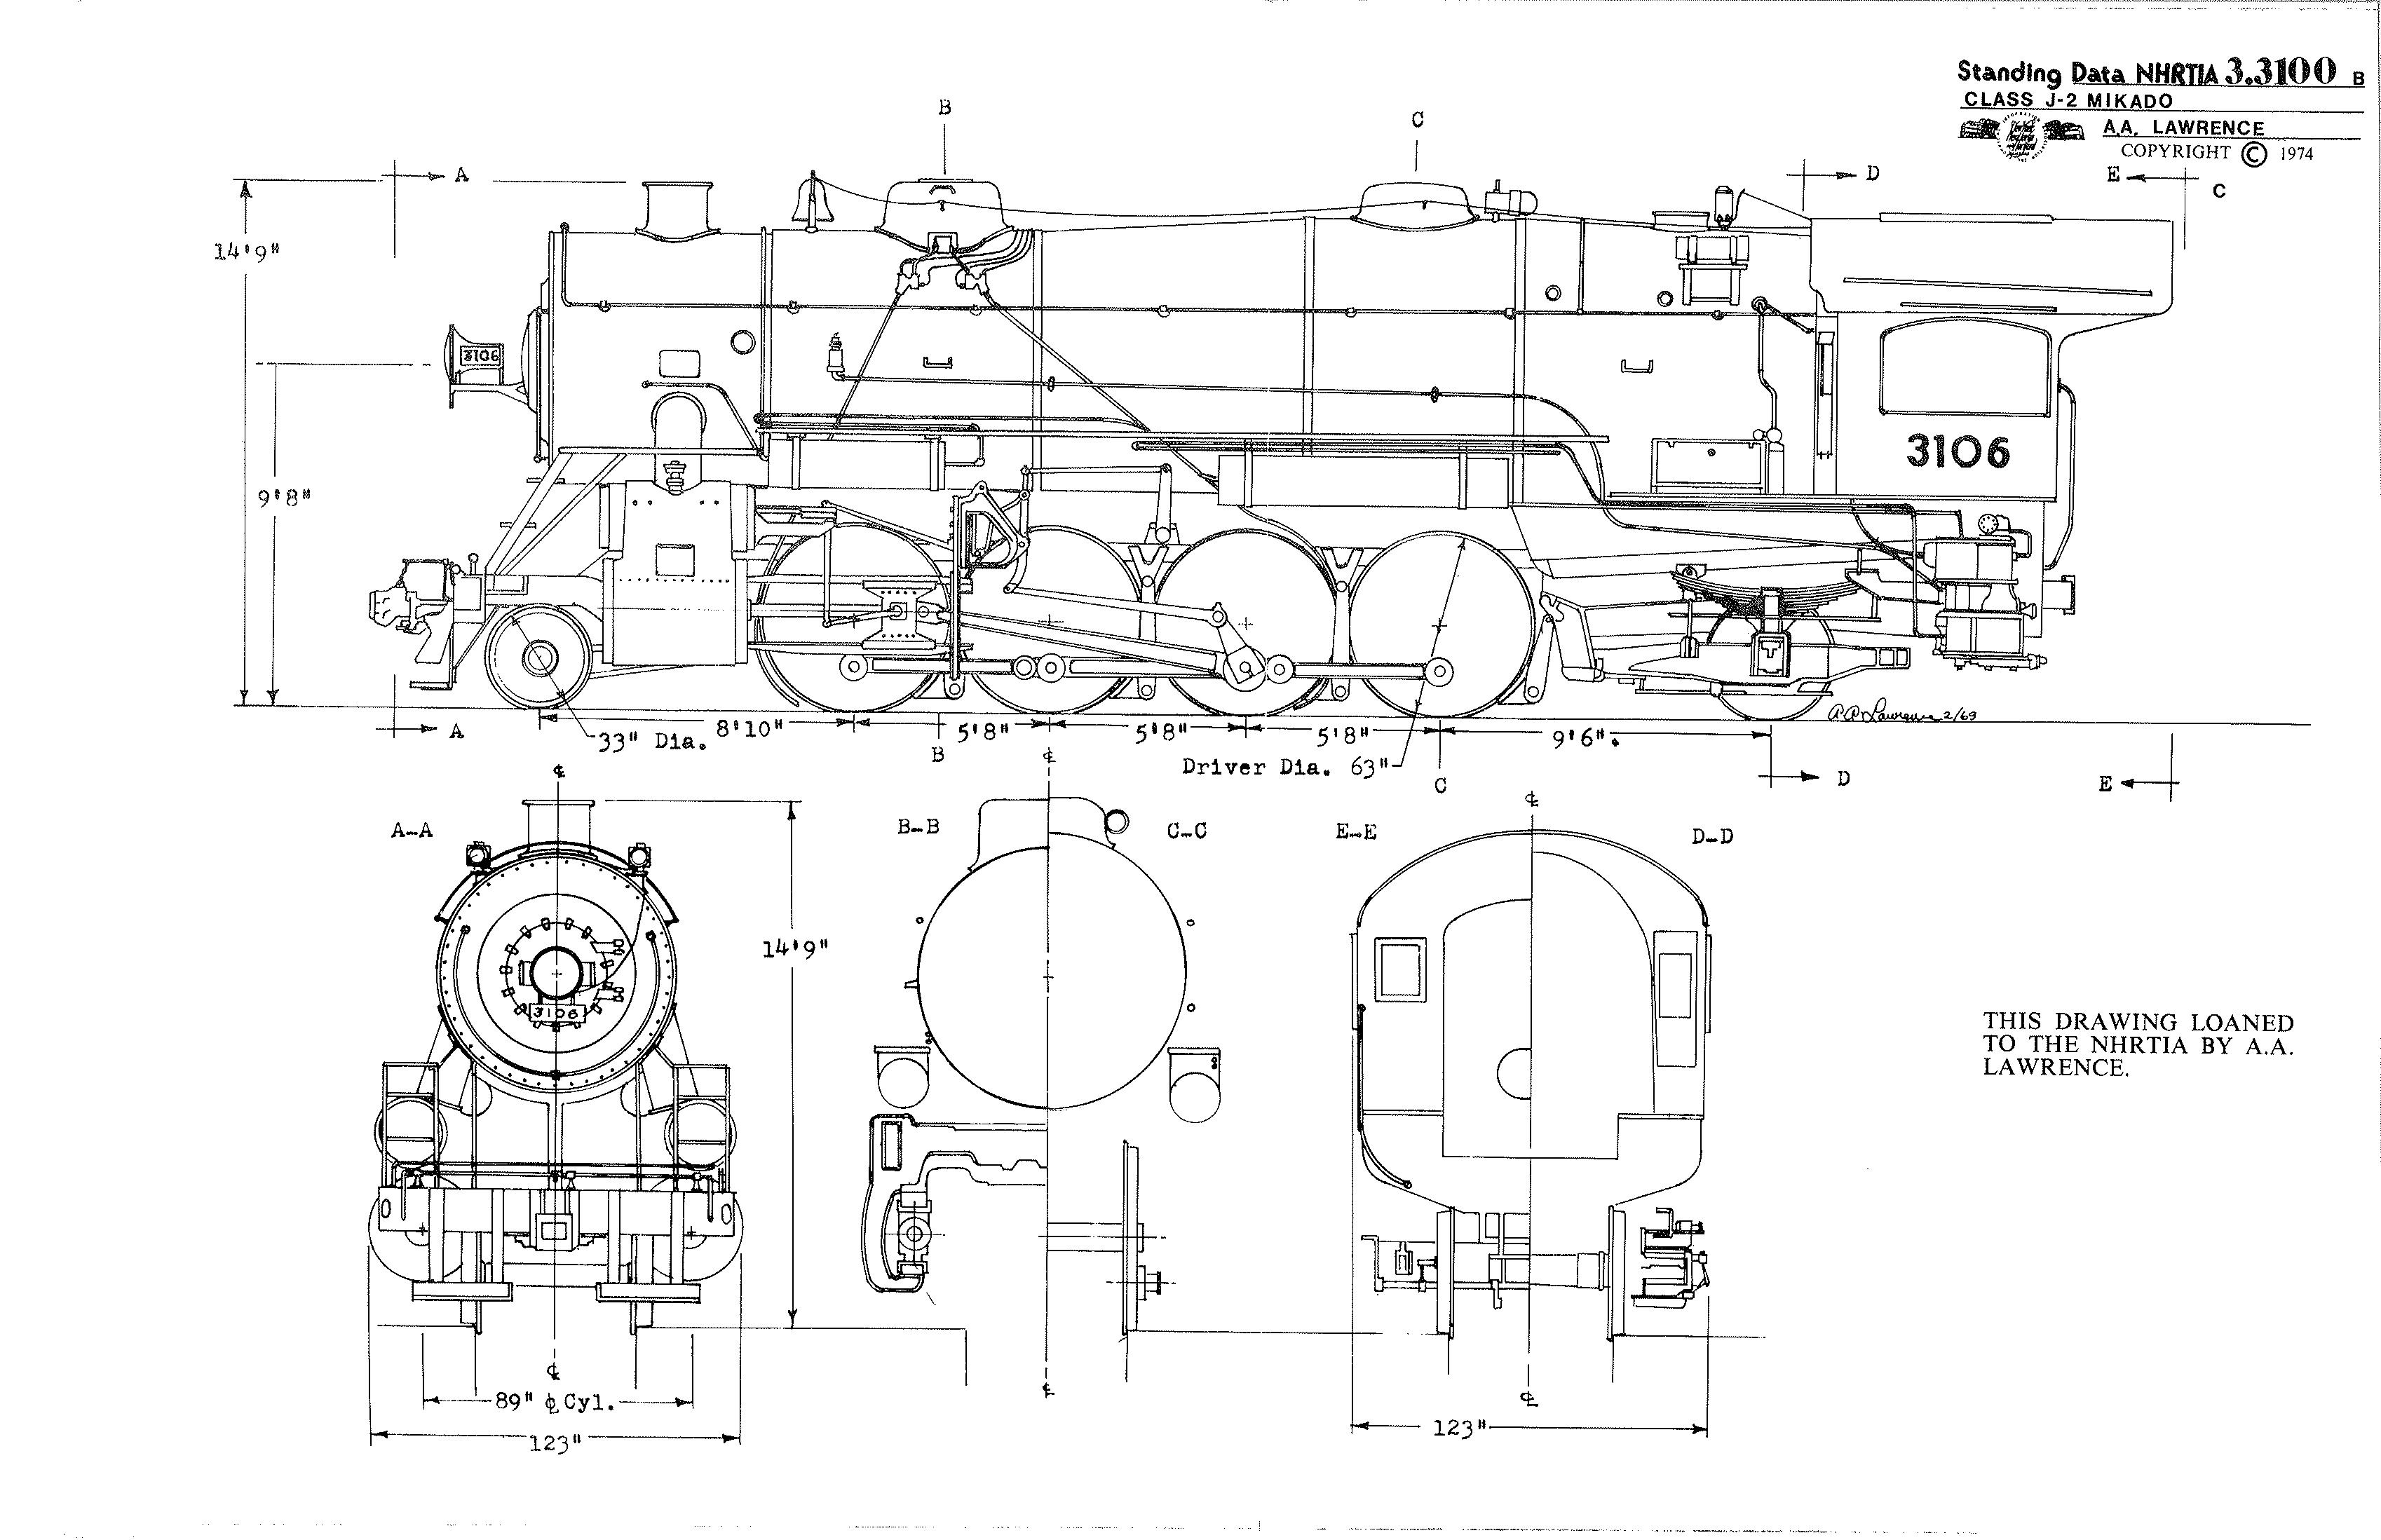 Standing Data NHRTIA 3.3100 B
CLASS J-2 MIKADO
A.A. LAWRENCE
COPYRIGHT © 1974
B
C
A
D
E
C
14'9"
3106
3106
9'8"
A.A. Lawrence 2/69
A
33" Dia.
8'10"
B
5'8"
5'8"
5'8"
9'6".
Driver Dia. 63"
C
D
E
℄
℄
℄
A-A
B-B
C-C
E-E
D-D
14'9"
3106
THIS DRAWING LOANED
TO THE NHRTIA BY A.A.
LAWRENCE.
℄
℄
℄
89" ℄ Cyl.
123"
123"